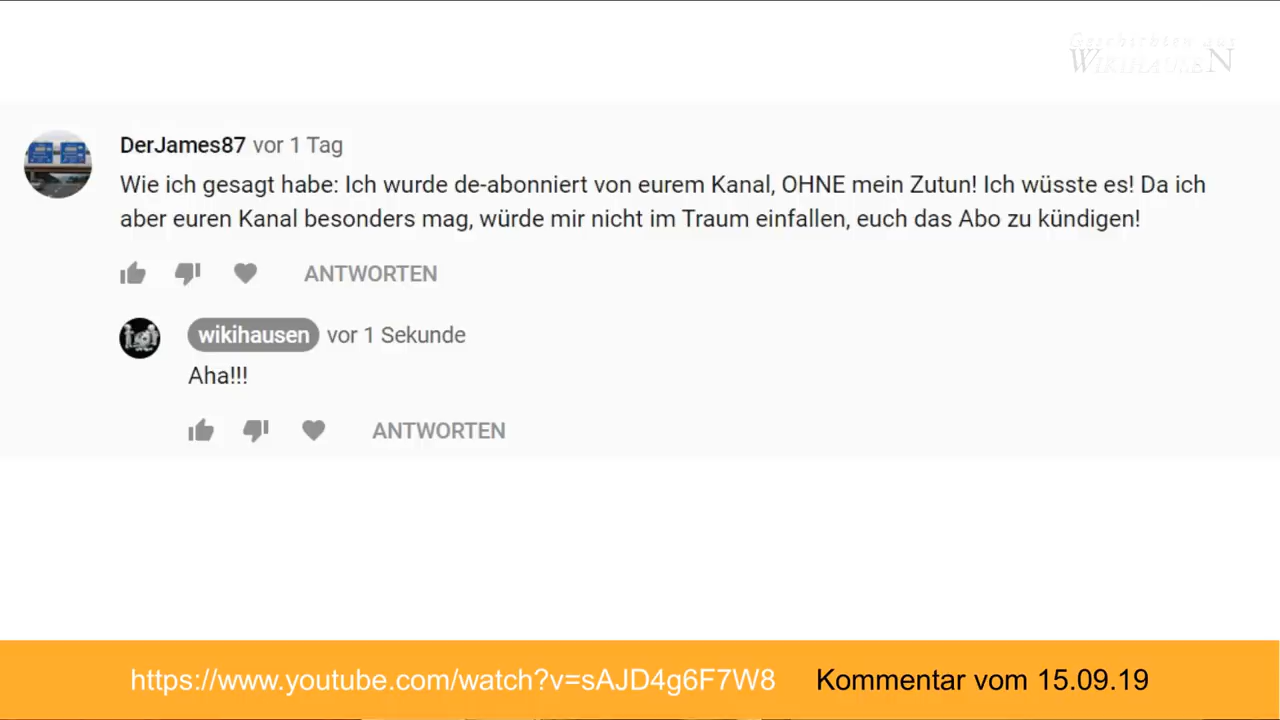 Geschichten aus
WIKIHAUSEN
DerJames87 vor 1 Tag
Wie ich gesagt habe: Ich wurde de-abonniert von eurem Kanal, OHNE mein Zutun! Ich wüsste es! Da ich
aber euren Kanal besonders mag, würde mir nicht im Traum einfallen, euch das Abo zu kündigen!
ANTWORTEN
wikihausen vor 1 Sekunde
Aha!!!
ANTWORTEN
https://www.youtube.com/watch?v=sAJD4g6F7W8 Kommentar vom 15.09.19